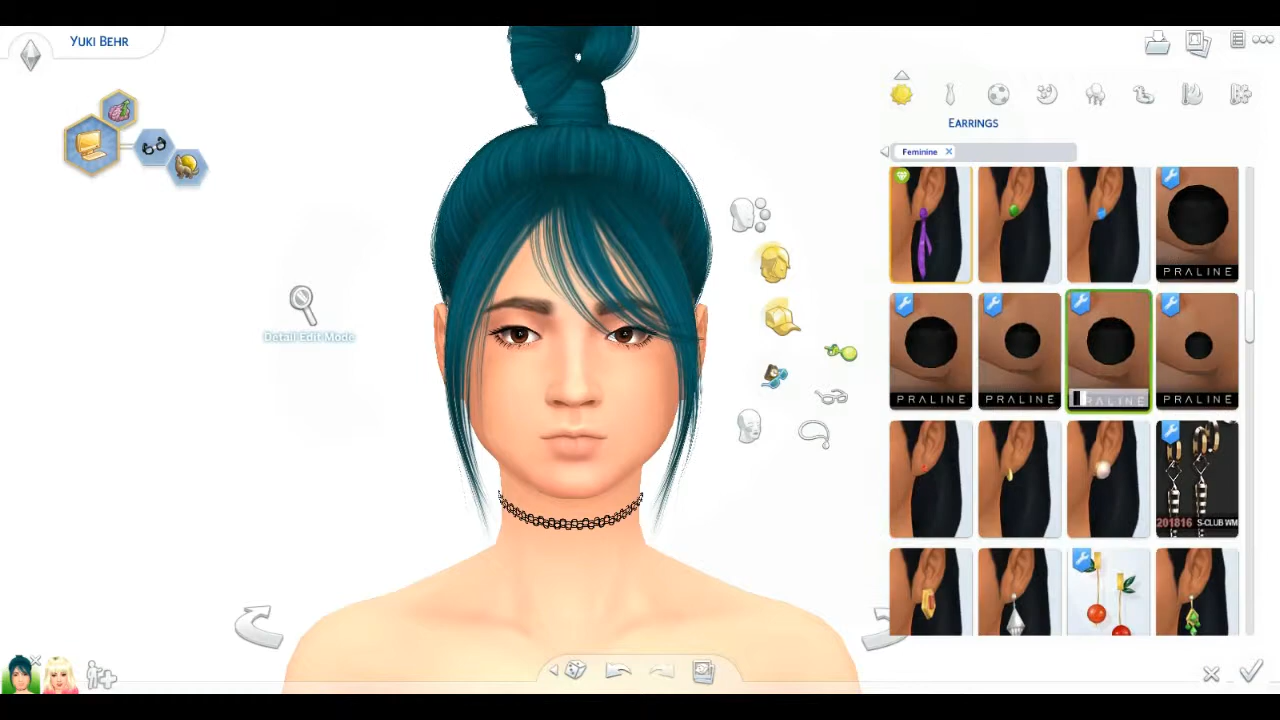 Yuki Behr
Earrings
Feminine
PRALINE
PRALINE
PRALINE
PRALINE
PRALINE
Detail Edit Mode
201816 S-CLUB WM